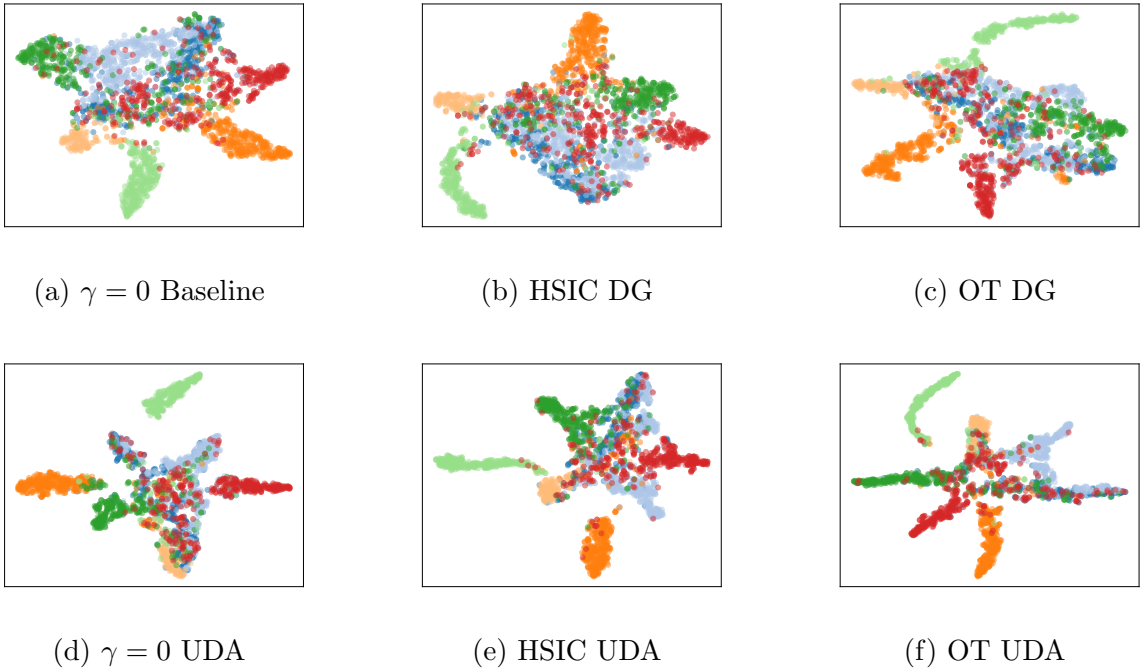 (a) γ = 0 Baseline
(b) HSIC DG
(c) OT DG
(d) γ = 0 UDA
(e) HSIC UDA
(f) OT UDA